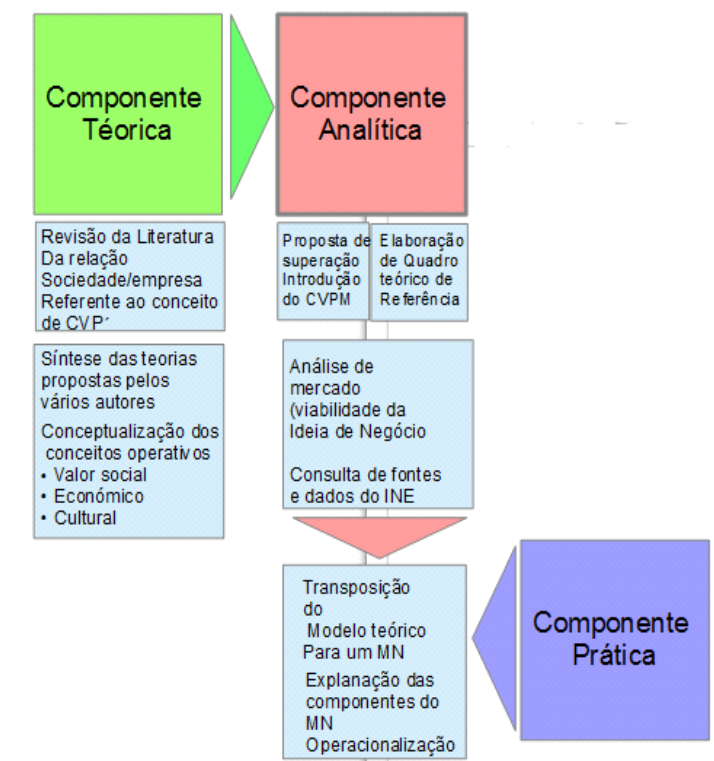 Componente
Téorica
Componente
Analítica
Revisão da Literatura
Da relação
Sociedade/empresa
Referente ao conceito
de CVP´
Síntese das teorias
propostas pelos
vários autores
Conceptualização dos
conceitos operativos
• Valor social
• Económico
• Cultural
Proposta de
superação
Introdução
do CVPM
Elaboração
de Quadro
teórico de
Referência
Análise de
mercado
(viabilidade da
Ideia de Negócio
Consulta de fontes
e dados do INE
Transposição
do
Modelo teórico
Para um MN
Explanação das
componentes do
MN
Operacionalização
Componente
Prática